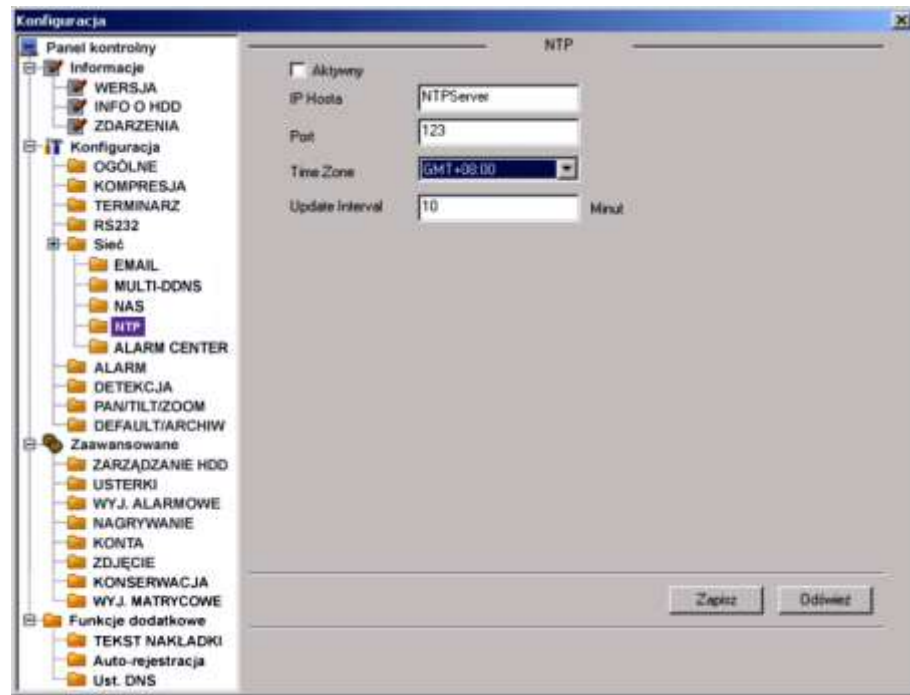 Konfiguracja
Panel kontrolny
Informacje
WERSJA
INFO O HDD
ZDARZENIA
Konfiguracja
OGÓLNE
KOMPRESJA
TERMINARZ
RS232
Sieć
EMAIL
MULTI-DDNS
NAS
NTP
ALARM CENTER
ALARM
DETEKCJA
PAN/TILT/ZOOM
DEFAULT/ARCHIW
Zaawansowane
ZARZĄDZANIE HDD
USTERKI
WYJ. ALARMOWE
NAGRYWANIE
KONTA
ZDJĘCIE
KONSERWACJA
WYJ. MATRYCOWE
Funkcje dodatkowe
TEKST NAKŁADKI
Auto-rejestracja
Ust. DNS
NTP
Aktywny
IP Hosta NTPServer
Port 123
Time Zone GMT+08:00
Update Interval 10 Minut
Zapisz Odśwież